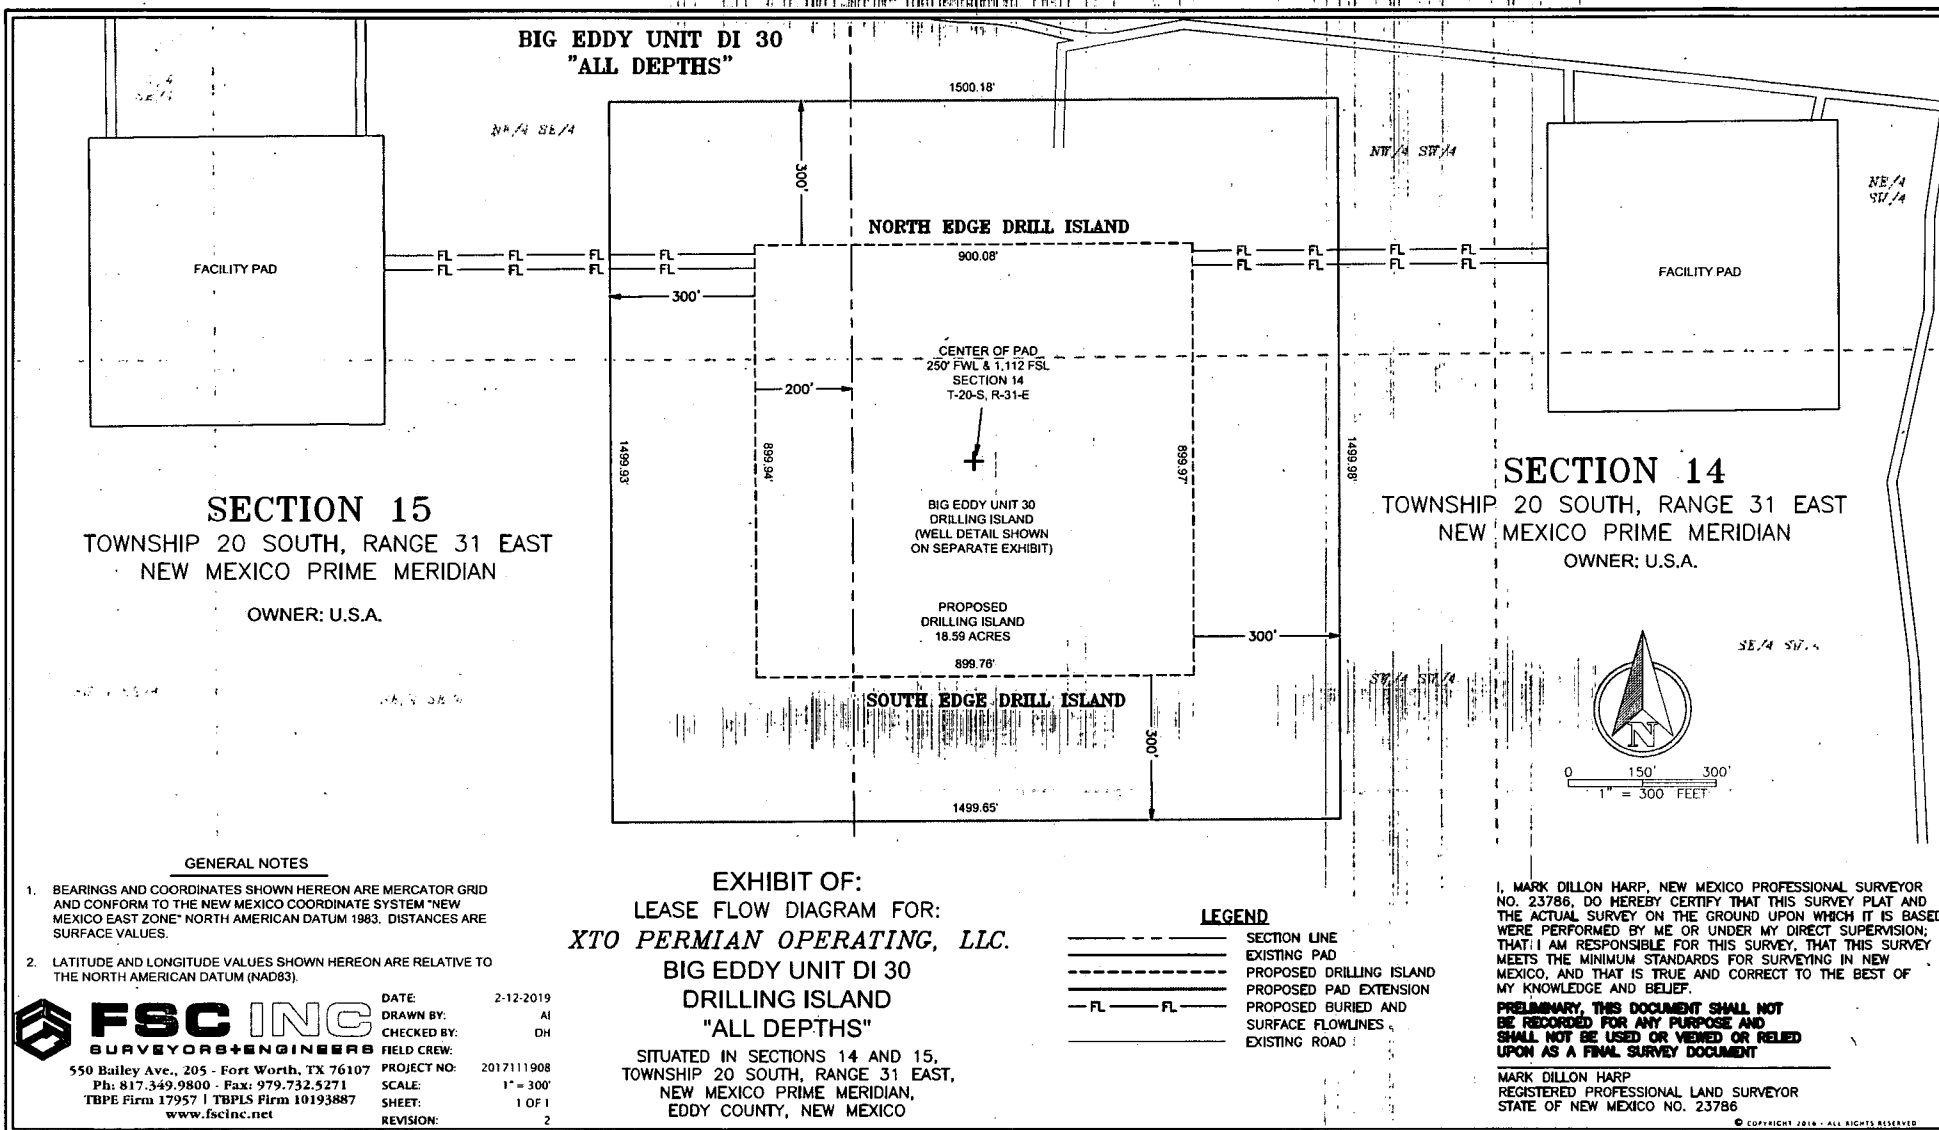 BIG EDDY UNIT DI 30
"ALL DEPTHS"
1500.18'
NE/4 SE/4
NW/4 SW/4
NE/4
SW/4
300'
NORTH EDGE DRILL ISLAND
900.08'
FL FL FL FL
FL FL FL FL
FL FL FL FL
FL FL FL FL
FACILITY PAD
FACILITY PAD
300'
CENTER OF PAD
250' FWL & 1,112 FSL
SECTION 14
T-20-S, R-31-E
200'
1499.93'
899.94'
899.97'
1499.98'
SECTION 15
TOWNSHIP 20 SOUTH, RANGE 31 EAST
NEW MEXICO PRIME MERIDIAN
OWNER: U.S.A.
SECTION 14
TOWNSHIP 20 SOUTH, RANGE 31 EAST
NEW MEXICO PRIME MERIDIAN
OWNER: U.S.A.
BIG EDDY UNIT 30
DRILLING ISLAND
(WELL DETAIL SHOWN
ON SEPARATE EXHIBIT)
PROPOSED
DRILLING ISLAND
18.59 ACRES
300'
899.76'
SOUTH EDGE DRILL ISLAND
SE/4
SW/4 SW/4
300'
N
0 150' 300'
1" = 300 FEET
1499.65'
GENERAL NOTES
1. BEARINGS AND COORDINATES SHOWN HEREON ARE MERCATOR GRID
AND CONFORM TO THE NEW MEXICO COORDINATE SYSTEM "NEW
MEXICO EAST ZONE" NORTH AMERICAN DATUM 1983. DISTANCES ARE
SURFACE VALUES.
2. LATITUDE AND LONGITUDE VALUES SHOWN HEREON ARE RELATIVE TO
THE NORTH AMERICAN DATUM (NAD83).
FSC INC
SURVEYORS+ENGINEERS
550 Bailey Ave., 205 - Fort Worth, TX 76107
Ph: 817.349.9800 - Fax: 979.732.5271
TBPE Firm 17957 | TBPLS Firm 10193887
www.fscinc.net
DATE: 2-12-2019
DRAWN BY: AI
CHECKED BY: DH
FIELD CREW:
PROJECT NO: 2017111908
SCALE: 1" = 300'
SHEET: 1 OF 1
REVISION: 2
EXHIBIT OF:
LEASE FLOW DIAGRAM FOR:
XTO PERMIAN OPERATING, LLC.
BIG EDDY UNIT DI 30
DRILLING ISLAND
"ALL DEPTHS"
SITUATED IN SECTIONS 14 AND 15,
TOWNSHIP 20 SOUTH, RANGE 31 EAST,
NEW MEXICO PRIME MERIDIAN,
EDDY COUNTY, NEW MEXICO
LEGEND
SECTION LINE
EXISTING PAD
PROPOSED DRILLING ISLAND
PROPOSED PAD EXTENSION
FL FL PROPOSED BURIED AND
SURFACE FLOWLINES
EXISTING ROAD
I, MARK DILLON HARP, NEW MEXICO PROFESSIONAL SURVEYOR
NO. 23786, DO HEREBY CERTIFY THAT THIS SURVEY PLAT AND
THE ACTUAL SURVEY ON THE GROUND UPON WHICH IT IS BASED
WERE PERFORMED BY ME OR UNDER MY DIRECT SUPERVISION;
THAT I AM RESPONSIBLE FOR THIS SURVEY, THAT THIS SURVEY
MEETS THE MINIMUM STANDARDS FOR SURVEYING IN NEW
MEXICO, AND THAT IS TRUE AND CORRECT TO THE BEST OF
MY KNOWLEDGE AND BELIEF.
PRELIMINARY, THIS DOCUMENT SHALL NOT
BE RECORDED FOR ANY PURPOSE AND
SHALL NOT BE USED OR VIEWED OR RELIED
UPON AS A FINAL SURVEY DOCUMENT
MARK DILLON HARP
REGISTERED PROFESSIONAL LAND SURVEYOR
STATE OF NEW MEXICO NO. 23786
© COPYRIGHT 2016 - ALL RIGHTS RESERVED